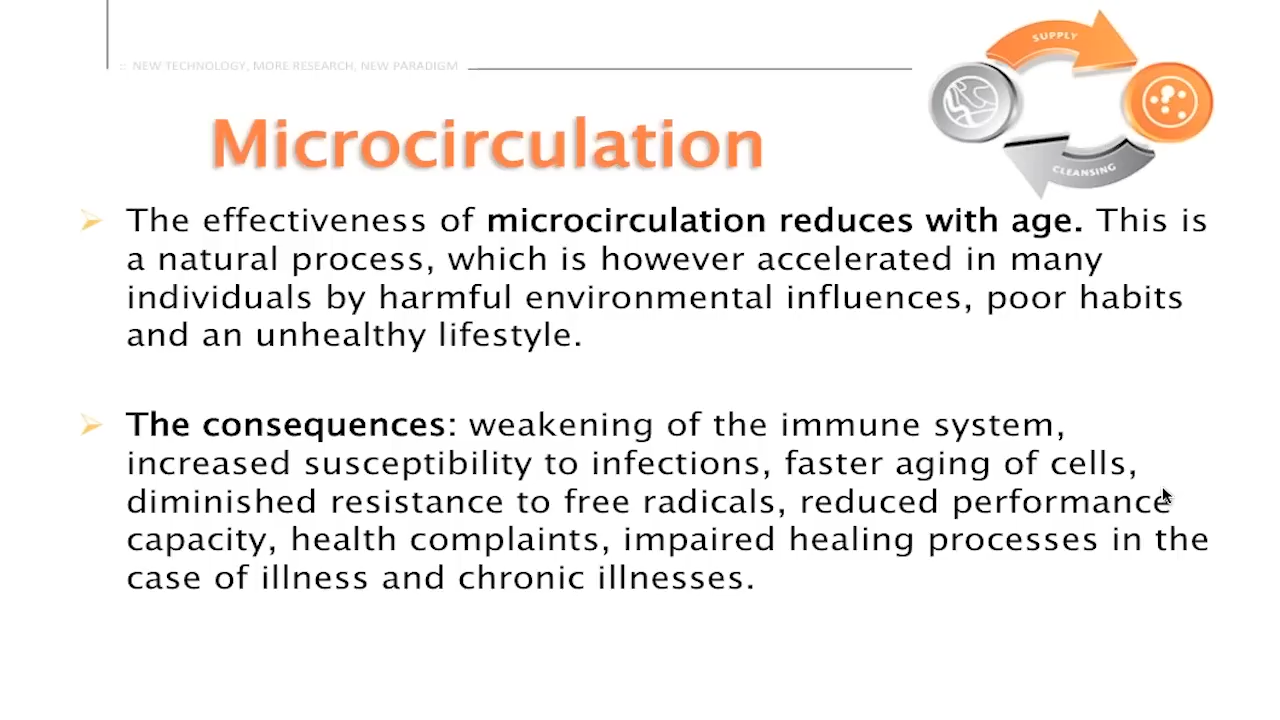 :: NEW TECHNOLOGY, MORE RESEARCH, NEW PARADIGM
SUPPLY
CLEANSING
Microcirculation
The effectiveness of microcirculation reduces with age. This is
a natural process, which is however accelerated in many
individuals by harmful environmental influences, poor habits
and an unhealthy lifestyle.
The consequences: weakening of the immune system,
increased susceptibility to infections, faster aging of cells,
diminished resistance to free radicals, reduced performance
capacity, health complaints, impaired healing processes in the
case of illness and chronic illnesses.